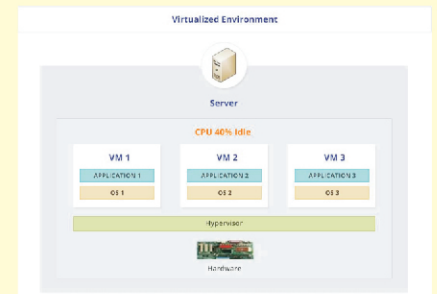 Virtualized Environment
Server
CPU 40% Idle
VM 1 VM 2 VM 3
APPLICATION 1 APPLICATION 2 APPLICATION 3
OS 1 OS 2 OS 3
Hypervisor
Hardware